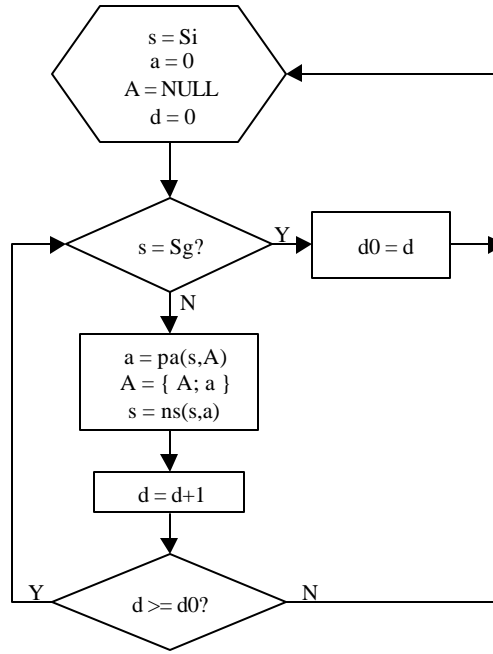 s = Si
a = 0
A = NULL
d = 0
s = Sg?
Y
d0 = d
N
a = pa(s,A)
A = { A; a }
s = ns(s,a)
d = d+1
Y
d >= d0?
N